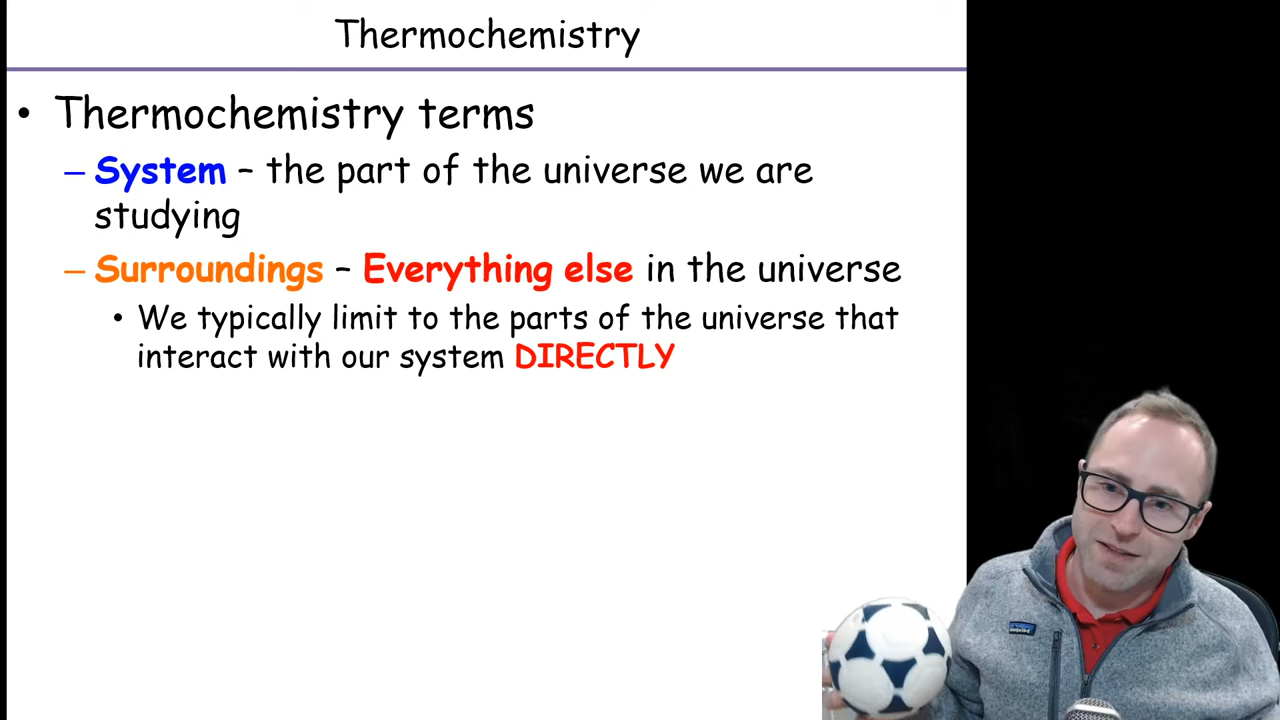 Thermochemistry
• Thermochemistry terms
– System – the part of the universe we are
studying
– Surroundings – Everything else in the universe
• We typically limit to the parts of the universe that
interact with our system DIRECTLY